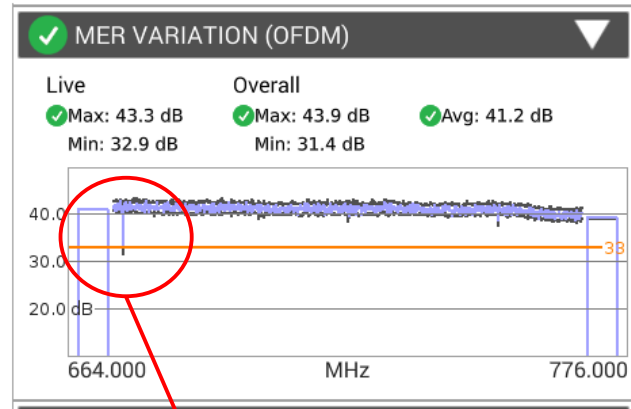 MER VARIATION (OFDM)
Live Overall
Max: 43.3 dB Max: 43.9 dB Avg: 41.2 dB
Min: 32.9 dB Min: 31.4 dB
40.0
33
30.0
20.0 dB
664.000 MHz 776.000